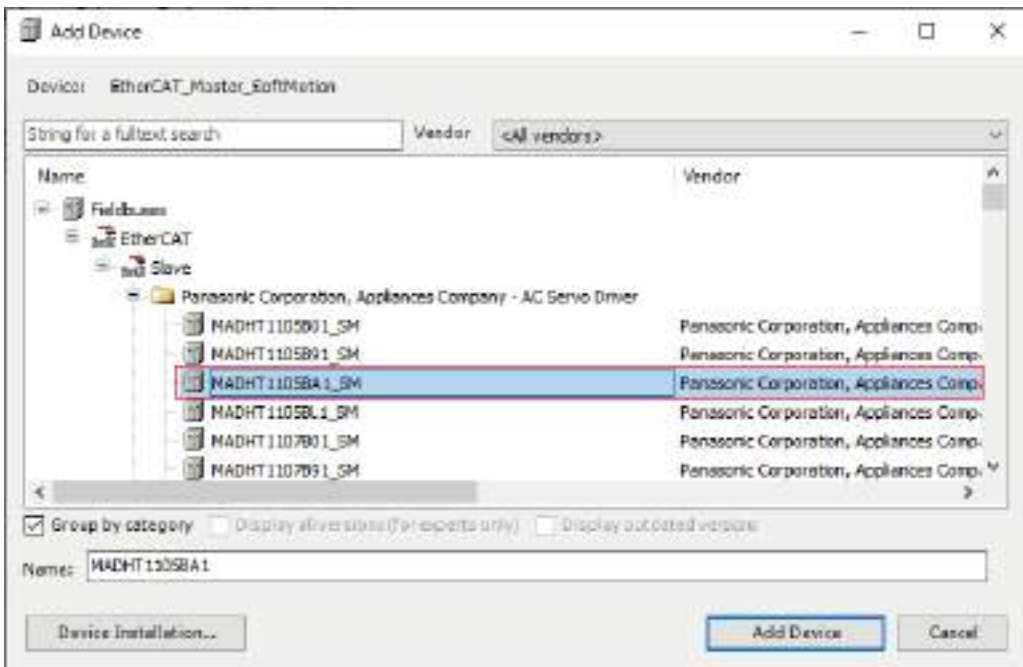 Add Device
Device: EtherCAT_Master_SoftMotion
String for a fulltext search Vendor <All vendors>
Name Vendor
Fieldbuses
EtherCAT
Slave
Panasonic Corporation, Appliances Company - AC Servo Driver
MADHT1105B01_SM Panasonic Corporation, Appliances Comp
MADHT1105B91_SM Panasonic Corporation, Appliances Comp
MADHT1105BA1_SM Panasonic Corporation, Appliances Comp
MADHT1105BL1_SM Panasonic Corporation, Appliances Comp
MADHT1107B01_SM Panasonic Corporation, Appliances Comp
MADHT1107B91_SM Panasonic Corporation, Appliances Comp
Group by category Display all versions (for experts only) Display outdated versions
Name: MADHT1105BA1
Device Installation... Add Device Cancel